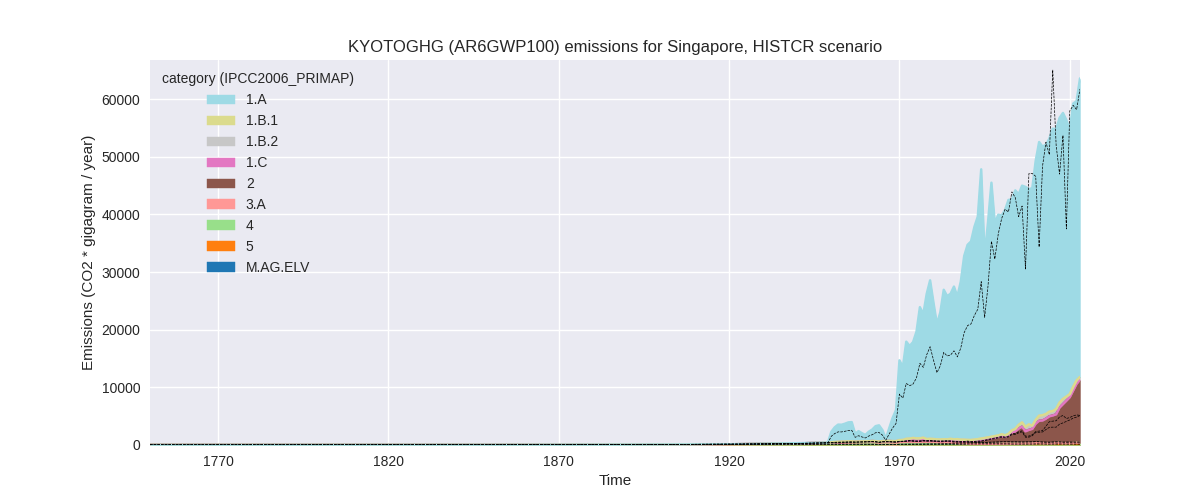 KYOTOGHG (AR6GWP100) emissions for Singapore, HISTCR scenario
category (IPCC2006_PRIMAP)
1.A
1.B.1
1.B.2
1.C
2
3.A
4
5
M.AG.ELV
Emissions (CO2 * gigagram / year)
60000
50000
40000
30000
20000
10000
0
1770
1820
1870
1920
1970
2020
Time